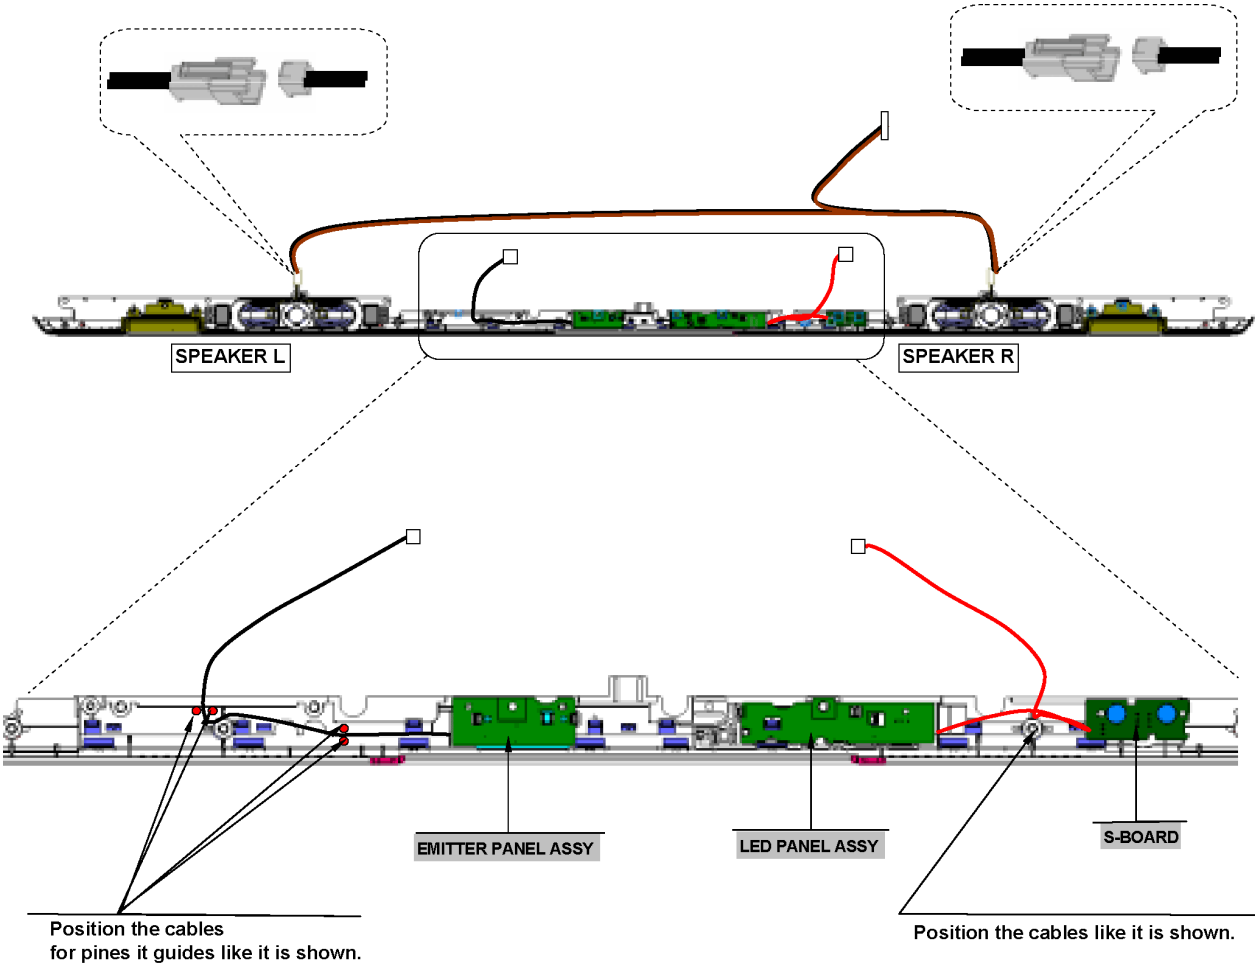 SPEAKER L
SPEAKER R
EMITTER PANEL ASSY
LED PANEL ASSY
S-BOARD
Position the cables
for pines it guides like it is shown.
Position the cables like it is shown.